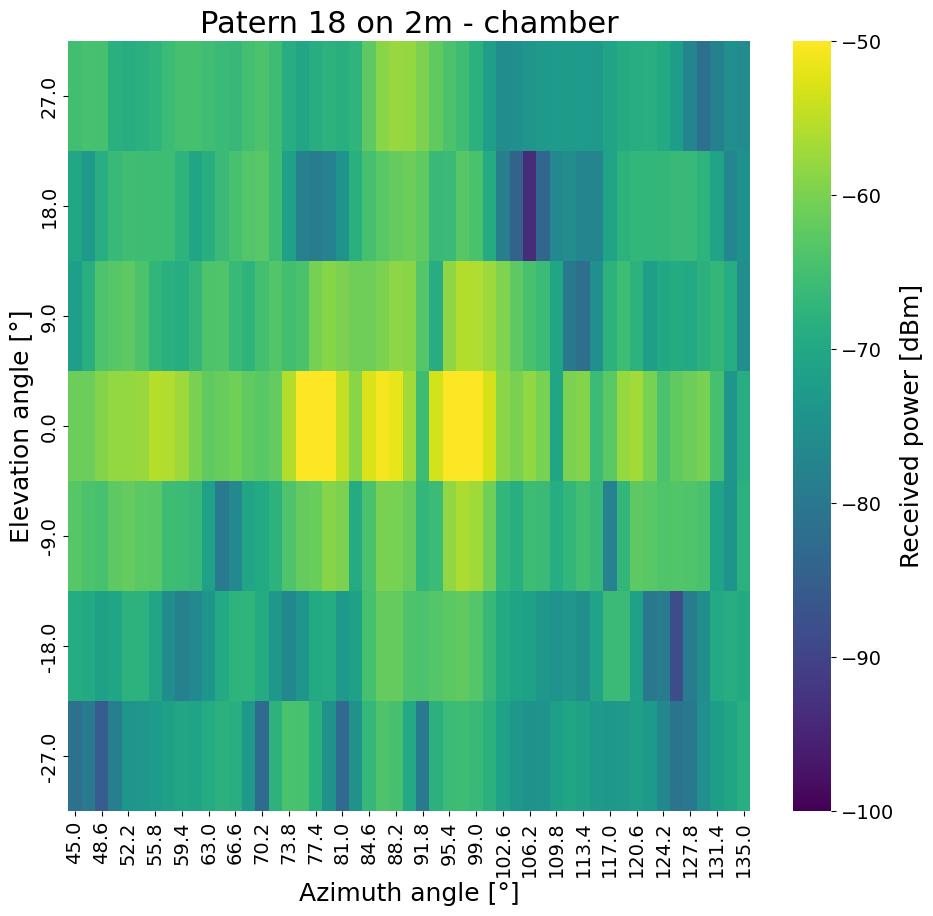 Patern 18 on 2m - chamber
Elevation angle [°]
27.0
18.0
9.0
0.0
-9.0
-18.0
-27.0
45.0 48.6 52.2 55.8 59.4 63.0 66.6 70.2 73.8 77.4 81.0 84.6 88.2 91.8 95.4 99.0 102.6 106.2 109.8 113.4 117.0 120.6 124.2 127.8 131.4 135.0
Azimuth angle [°]
−50
−60
−70
−80
−90
−100
Received power [dBm]